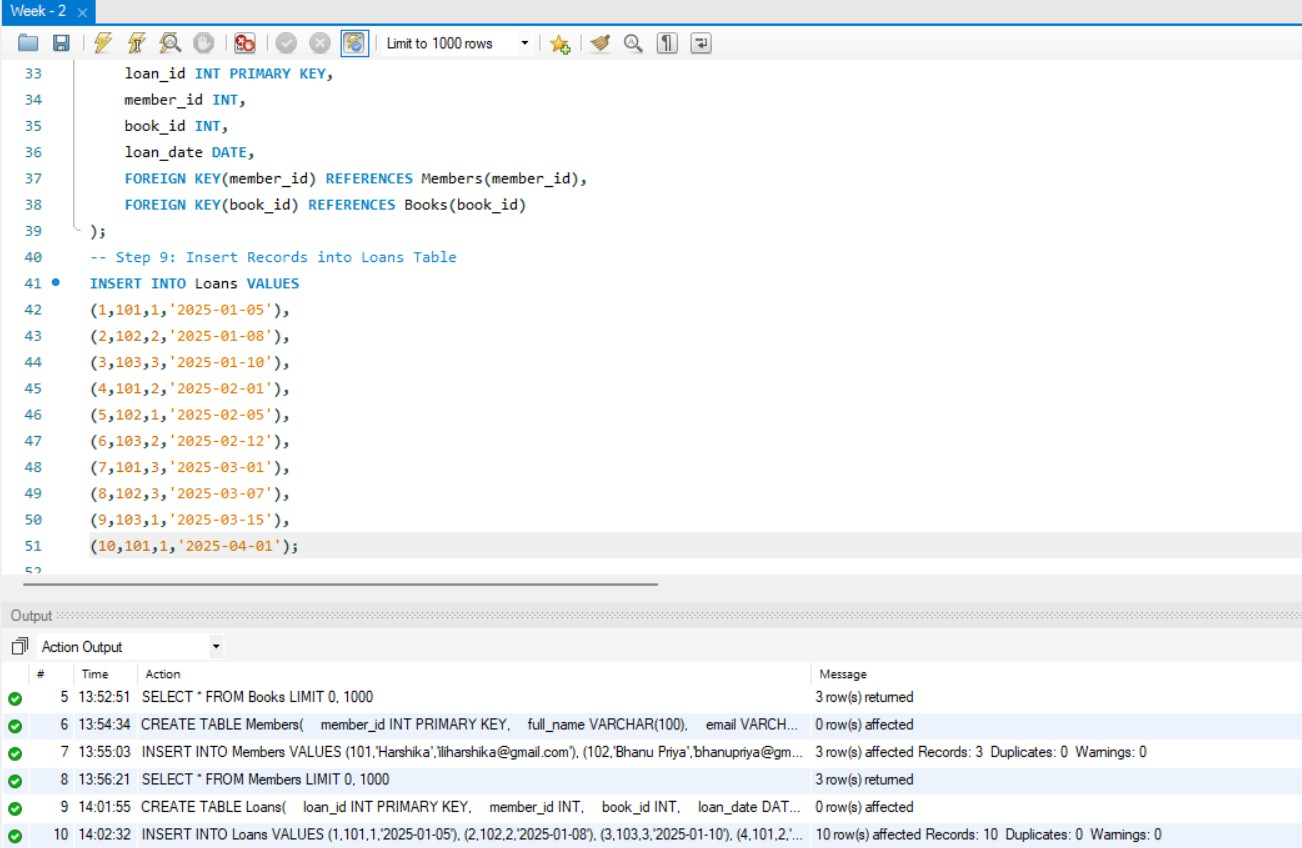 Week - 2
Limit to 1000 rows
33 loan_id INT PRIMARY KEY,
34 member_id INT,
35 book_id INT,
36 loan_date DATE,
37 FOREIGN KEY(member_id) REFERENCES Members(member_id),
38 FOREIGN KEY(book_id) REFERENCES Books(book_id)
39 );
40 -- Step 9: Insert Records into Loans Table
41 INSERT INTO Loans VALUES
42 (1,101,1,'2025-01-05'),
43 (2,102,2,'2025-01-08'),
44 (3,103,3,'2025-01-10'),
45 (4,101,2,'2025-02-01'),
46 (5,102,1,'2025-02-05'),
47 (6,103,2,'2025-02-12'),
48 (7,101,3,'2025-03-01'),
49 (8,102,3,'2025-03-07'),
50 (9,103,1,'2025-03-15'),
51 (10,101,1,'2025-04-01');
52
Output
Action Output
# Time Action Message
5 13:52:51 SELECT * FROM Books LIMIT 0, 1000 3 row(s) returned
6 13:54:34 CREATE TABLE Members( member_id INT PRIMARY KEY, full_name VARCHAR(100), email VARCH... 0 row(s) affected
7 13:55:03 INSERT INTO Members VALUES (101,'Harshika','liliharshika@gmail.com'), (102,'Bhanu Priya','bhanupriya@gm... 3 row(s) affected Records: 3 Duplicates: 0 Warnings: 0
8 13:56:21 SELECT * FROM Members LIMIT 0, 1000 3 row(s) returned
9 14:01:55 CREATE TABLE Loans( loan_id INT PRIMARY KEY, member_id INT, book_id INT, loan_date DAT... 0 row(s) affected
10 14:02:32 INSERT INTO Loans VALUES (1,101,1,'2025-01-05'), (2,102,2,'2025-01-08'), (3,103,3,'2025-01-10'), (4,101,2,'... 10 row(s) affected Records: 10 Duplicates: 0 Warnings: 0